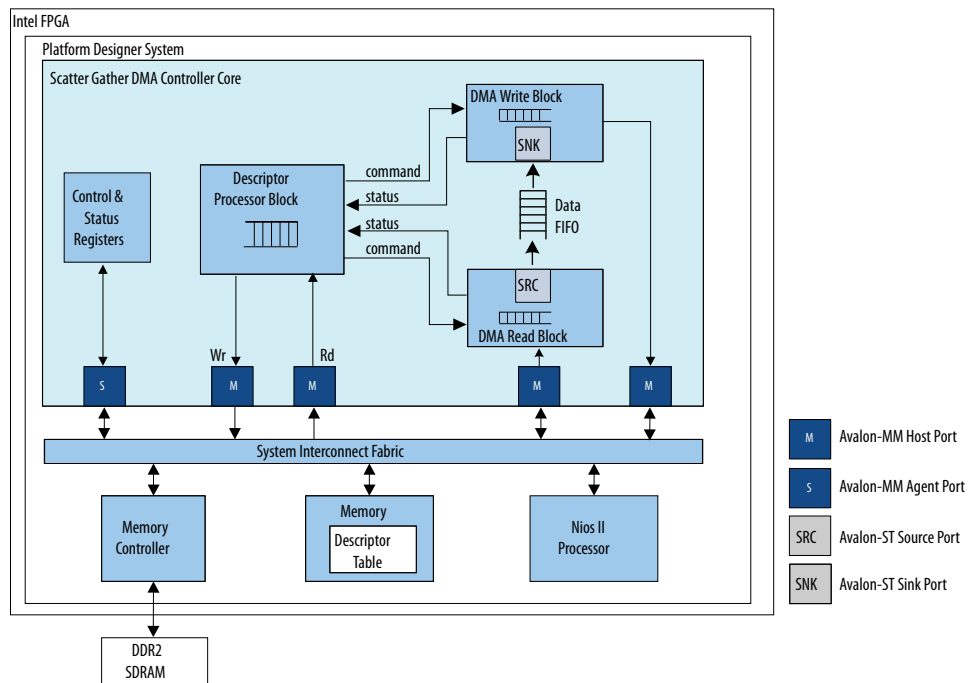 Intel FPGA
Platform Designer System
Scatter Gather DMA Controller Core
DMA Write Block
SNK
command
status
Descriptor
Processor Block
Control &
Status
Registers
Data
FIFO
status
command
SRC
DMA Read Block
Wr
Rd
S
M
M
M
M
System Interconnect Fabric
Memory
Controller
Memory
Descriptor
Table
Nios II
Processor
DDR2
SDRAM
M
Avalon-MM Host Port
S
Avalon-MM Agent Port
SRC
Avalon-ST Source Port
SNK
Avalon-ST Sink Port